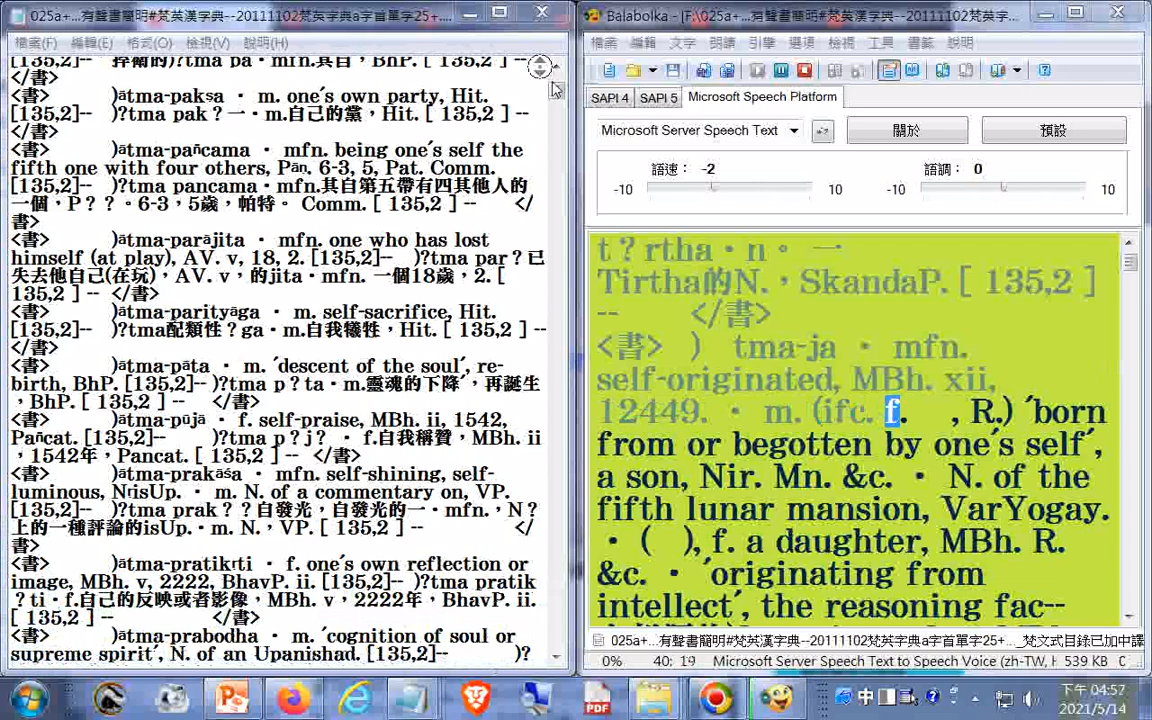 ...有聲書簡明#梵英漢字典--20111102梵英字典a字首單字25+...
檔案(F) 編輯(E) 格式(O) 檢視(V) 說明(H)
[135,2]-- 捍衛的)?tma pa‧mfn.其自，BhP. [ 135,2 ] --
</書>
<書> )ātma-paksa ‧ m. one's own party, Hit.
[135,2]-- )?tma pak？一‧m.自己的黨，Hit. [ 135,2 ] --
</書>
<書> )ātma-pañcama ‧ mfn. being one's self the
fifth one with four others, Pān. 6-3, 5, Pat. Comm.
[135,2]-- )?tma pancama‧mfn.其自第五帶有四其他人的
一個，P？？。6-3，5歲，帕特。 Comm. [ 135,2 ] -- </
書>
<書> )ātma-parājita ‧ mfn. one who has lost
himself (at play), AV. v, 18, 2. [135,2]-- )?tma par？已
失去他自己(在玩)，AV. v，的jita‧mfn. 一個18歲，2. [
135,2 ] -- </書>
<書> )ātma-parityāga ‧ m. self-sacrifice, Hit.
[135,2]-- )?tma配類性？ga‧m.自我犧牲，Hit. [ 135,2 ] --
</書>
<書> )ātma-pāta ‧ m. 'descent of the soul', re-
birth, BhP. [135,2]-- )?tma p？ta‧m.靈魂的下降'，再誕生
，BhP. [ 135,2 ] -- </書>
<書> )ātma-pūjā ‧ f. self-praise, MBh. ii, 1542,
Pañcat. [135,2]-- )?tma p？j？ ‧ f.自我稱讚，MBh. ii
，1542年，Pancat. [ 135,2 ] -- </書>
<書> )ātma-prakāśa ‧ mfn. self-shining, self-
luminous, NrisUp. ‧ m. N. of a commentary on, VP.
[135,2]-- )?tma prak？？自發光，自發光的一‧mfn.，N？
上的一種評論的isUp.‧m. N.，VP. [ 135,2 ] -- </
書>
<書> )ātma-pratikrti ‧ f. one's own reflection or
image, MBh. v, 2222, BhavP. ii. [135,2]-- )?tma pratik
？ti‧f.自己的反映或者影像，MBh. v，2222年，BhavP. ii.
[ 135,2 ] -- </書>
<書> )ātma-prabodha ‧ m. 'cognition of soul or
supreme spirit', N. of an Upanishad. [135,2]-- )?
Balabolka - [F:\025a+...有聲書簡明#梵英漢字典--20111102梵英字...
檔案 編輯 文字 朗讀 引擎 選項 檢視 工具 書籤 說明
SAPI 4 SAPI 5 Microsoft Speech Platform
Microsoft Server Speech Text 關於 預設
語速： -2 語調： 0
-10 10 -10 10
t？rtha‧n。 一
Tirtha的N.，SkandaP. [ 135,2 ]
-- </書>
<書> ) tma-ja ‧ mfn.
self-originated, MBh. xii,
12449. ‧ m. (ifc. f. , R.) 'born
from or begotten by one's self',
a son, Nir. Mn. &c. ‧ N. of the
fifth lunar mansion, VarYogay.
‧ ( ), f. a daughter, MBh. R.
&c. ‧ 'originating from
intellect', the reasoning fac--
025a+...有聲書簡明#梵英漢字典--20111102梵英字典a字首單字25+..._梵文式目錄已加中譯
0% 40: 19 Microsoft Server Speech Text to Speech Voice (zh-TW, H 539 KB
中
PDF
下午 04:57
2021/5/14